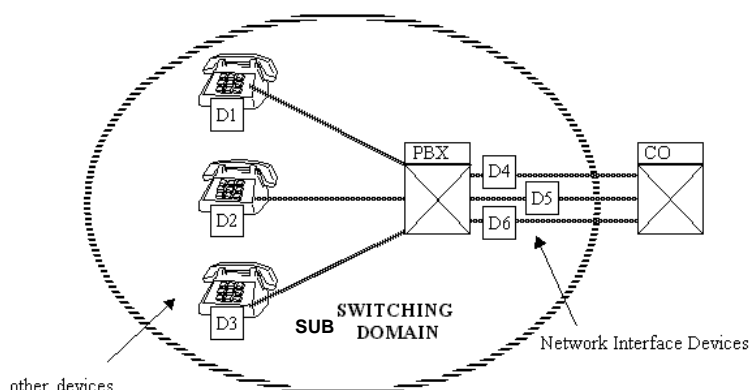 D1
PBX
CO
D4
D2
D5
D6
D3
SUB SWITCHING
DOMAIN
Network Interface Devices
other devices